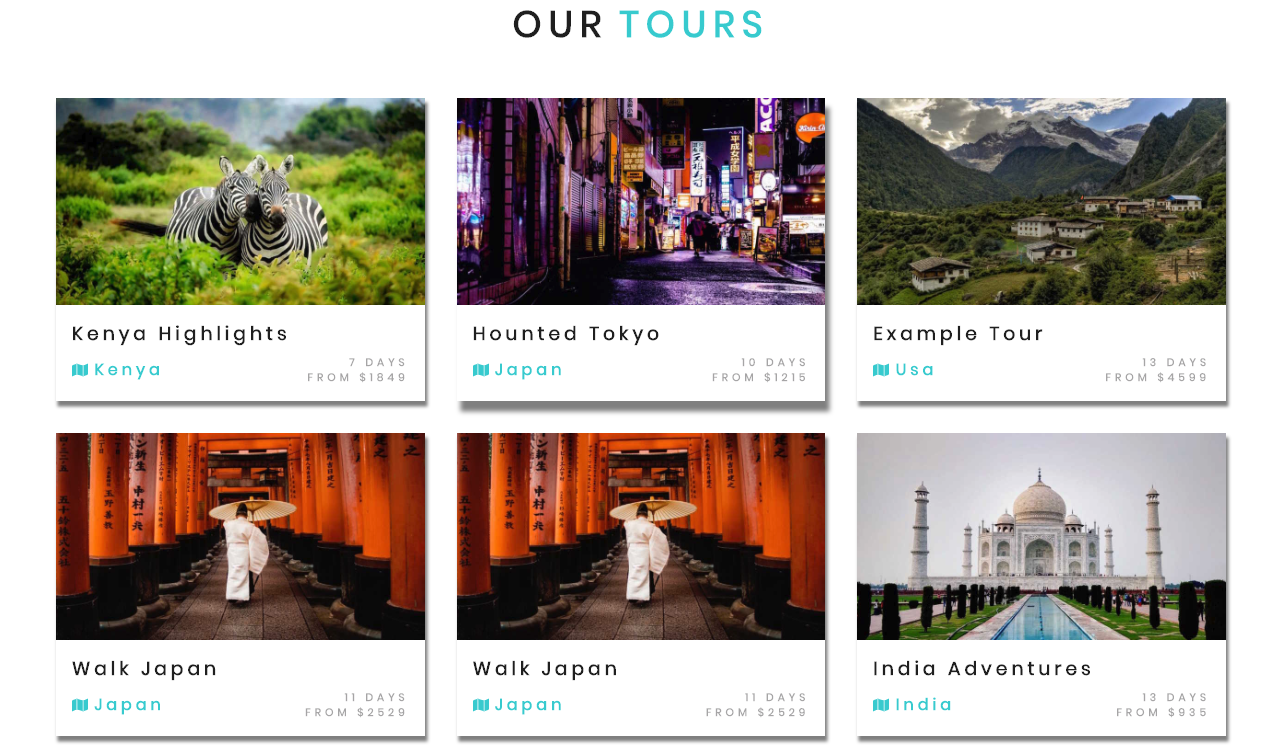 OUR TOURS
Kenya Highlights
Kenya
7 DAYS
FROM $1849
Hounted Tokyo
Japan
10 DAYS
FROM $1215
Example Tour
Usa
13 DAYS
FROM $4599
Walk Japan
Japan
11 DAYS
FROM $2529
Walk Japan
Japan
11 DAYS
FROM $2529
India Adventures
India
13 DAYS
FROM $935